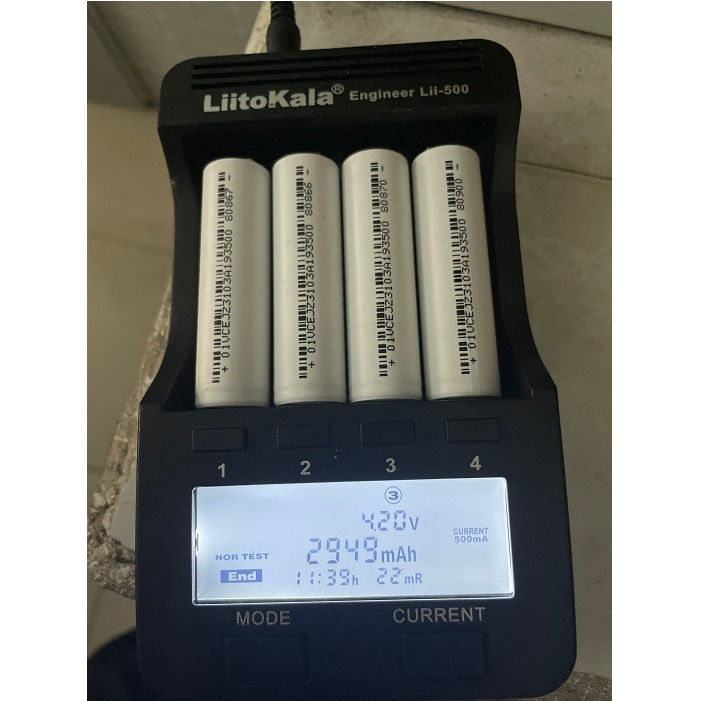 LiitoKala® Engineer Lii-500
+ 01VCEJ23103A193500 80867 -
+ 01VCEJ23103A193500 80866 -
+ 01VCEJ23103A193500 80870 -
+ 01VCEJ23103A193500 80900 -
1 2 3 4
3
4.20V
CURRENT
500mA
NOR TEST
2949mAh
End 11:39h 22mR
MODE CURRENT